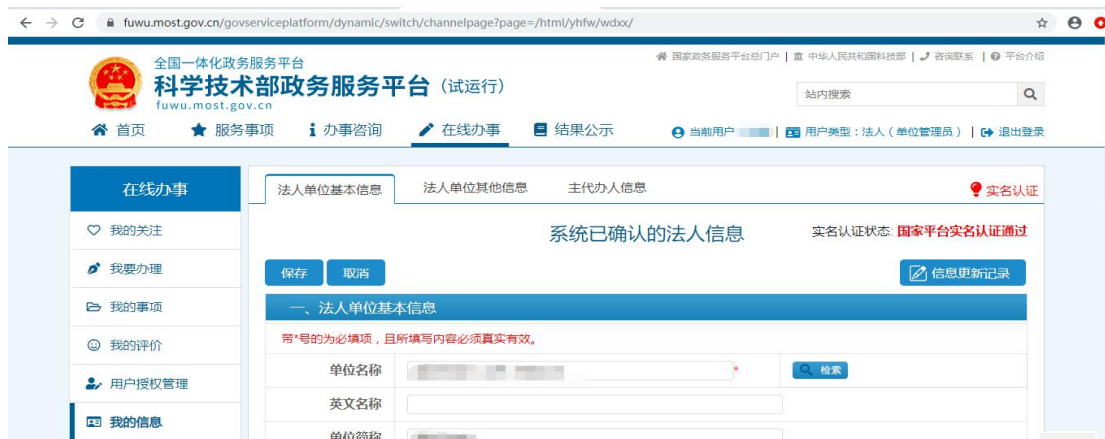 fuwu.most.gov.cn/govserviceplatform/dynamic/switch/channelpage?page=/html/yhfw/wdxx/
国家政务服务平台总门户 | 中华人民共和国科技部 | 咨询联系 | 平台介绍
全国一体化政务服务平台
科学技术部政务服务平台（试运行）
fuwu.most.gov.cn
站内搜索
首页 服务事项 办事咨询 在线办事 结果公示
当前用户 | 用户类型：法人（单位管理员） | 退出登录
在线办事
我的关注
我要办理
我的事项
我的评价
用户授权管理
我的信息
法人单位基本信息 法人单位其他信息 主代办人信息
实名认证
系统已确认的法人信息
实名认证状态: 国家平台实名认证通过
保存 取消
信息更新记录
一、法人单位基本信息
带*号的为必填项，且所填写内容必须真实有效。
单位名称 * 检索
英文名称
单位简称